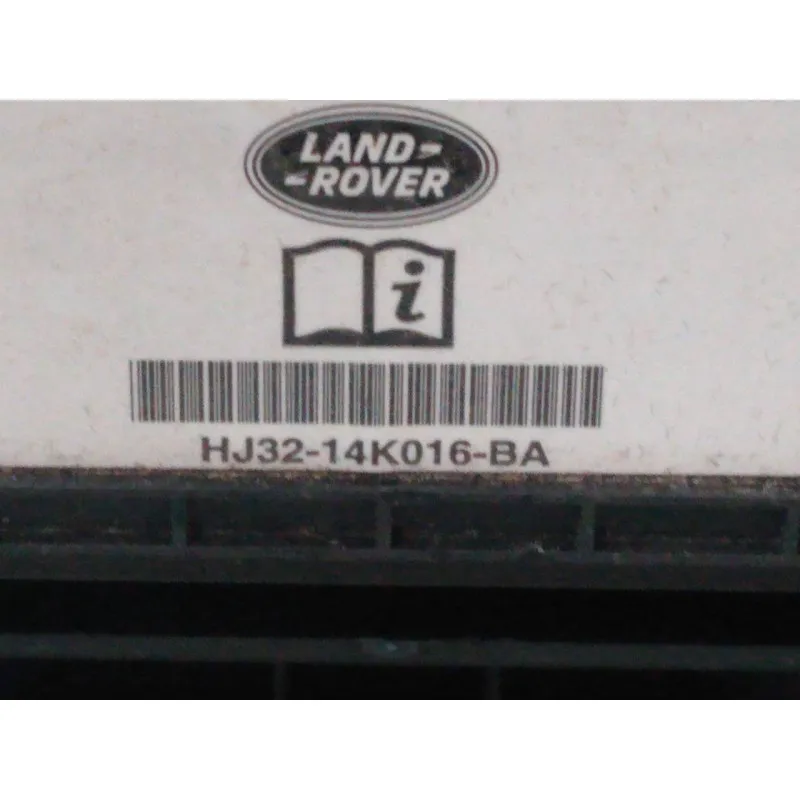 LAND-
-ROVER
i
HJ32-14K016-BA